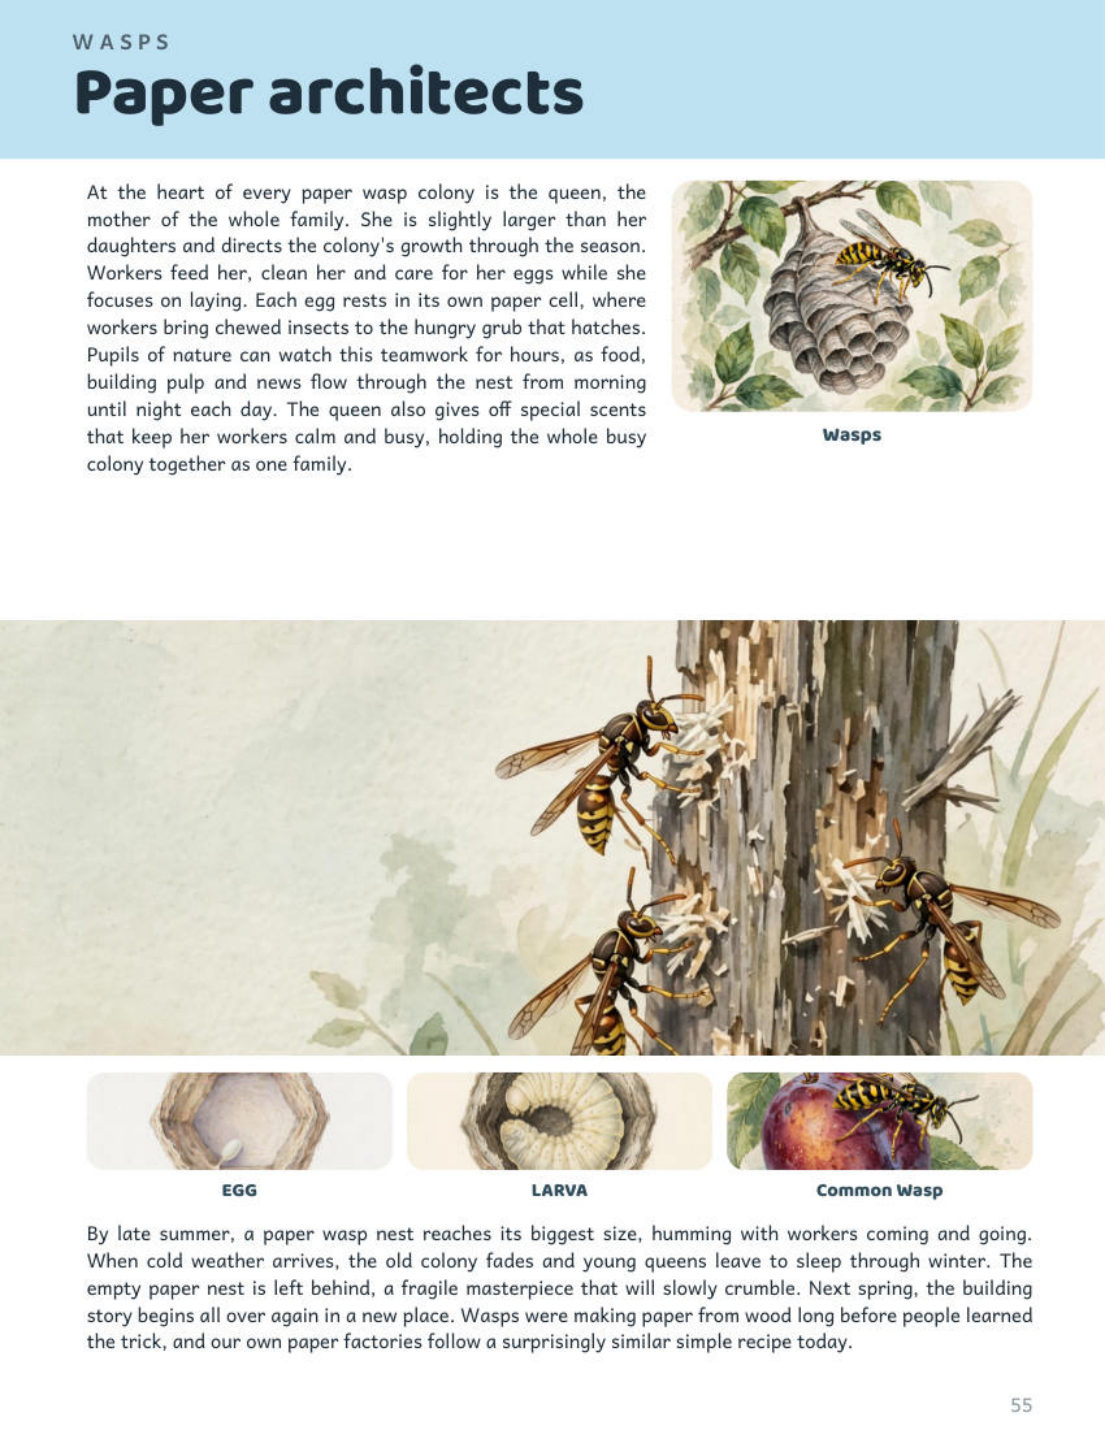 WASPS
Paper architects
At the heart of every paper wasp colony is the queen, the
mother of the whole family. She is slightly larger than her
daughters and directs the colony's growth through the season.
Workers feed her, clean her and care for her eggs while she
focuses on laying. Each egg rests in its own paper cell, where
workers bring chewed insects to the hungry grub that hatches.
Pupils of nature can watch this teamwork for hours, as food,
building pulp and news flow through the nest from morning
until night each day. The queen also gives off special scents
that keep her workers calm and busy, holding the whole busy
colony together as one family.
Wasps
EGG
LARVA
Common Wasp
By late summer, a paper wasp nest reaches its biggest size, humming with workers coming and going.
When cold weather arrives, the old colony fades and young queens leave to sleep through winter. The
empty paper nest is left behind, a fragile masterpiece that will slowly crumble. Next spring, the building
story begins all over again in a new place. Wasps were making paper from wood long before people learned
the trick, and our own paper factories follow a surprisingly similar simple recipe today.
55